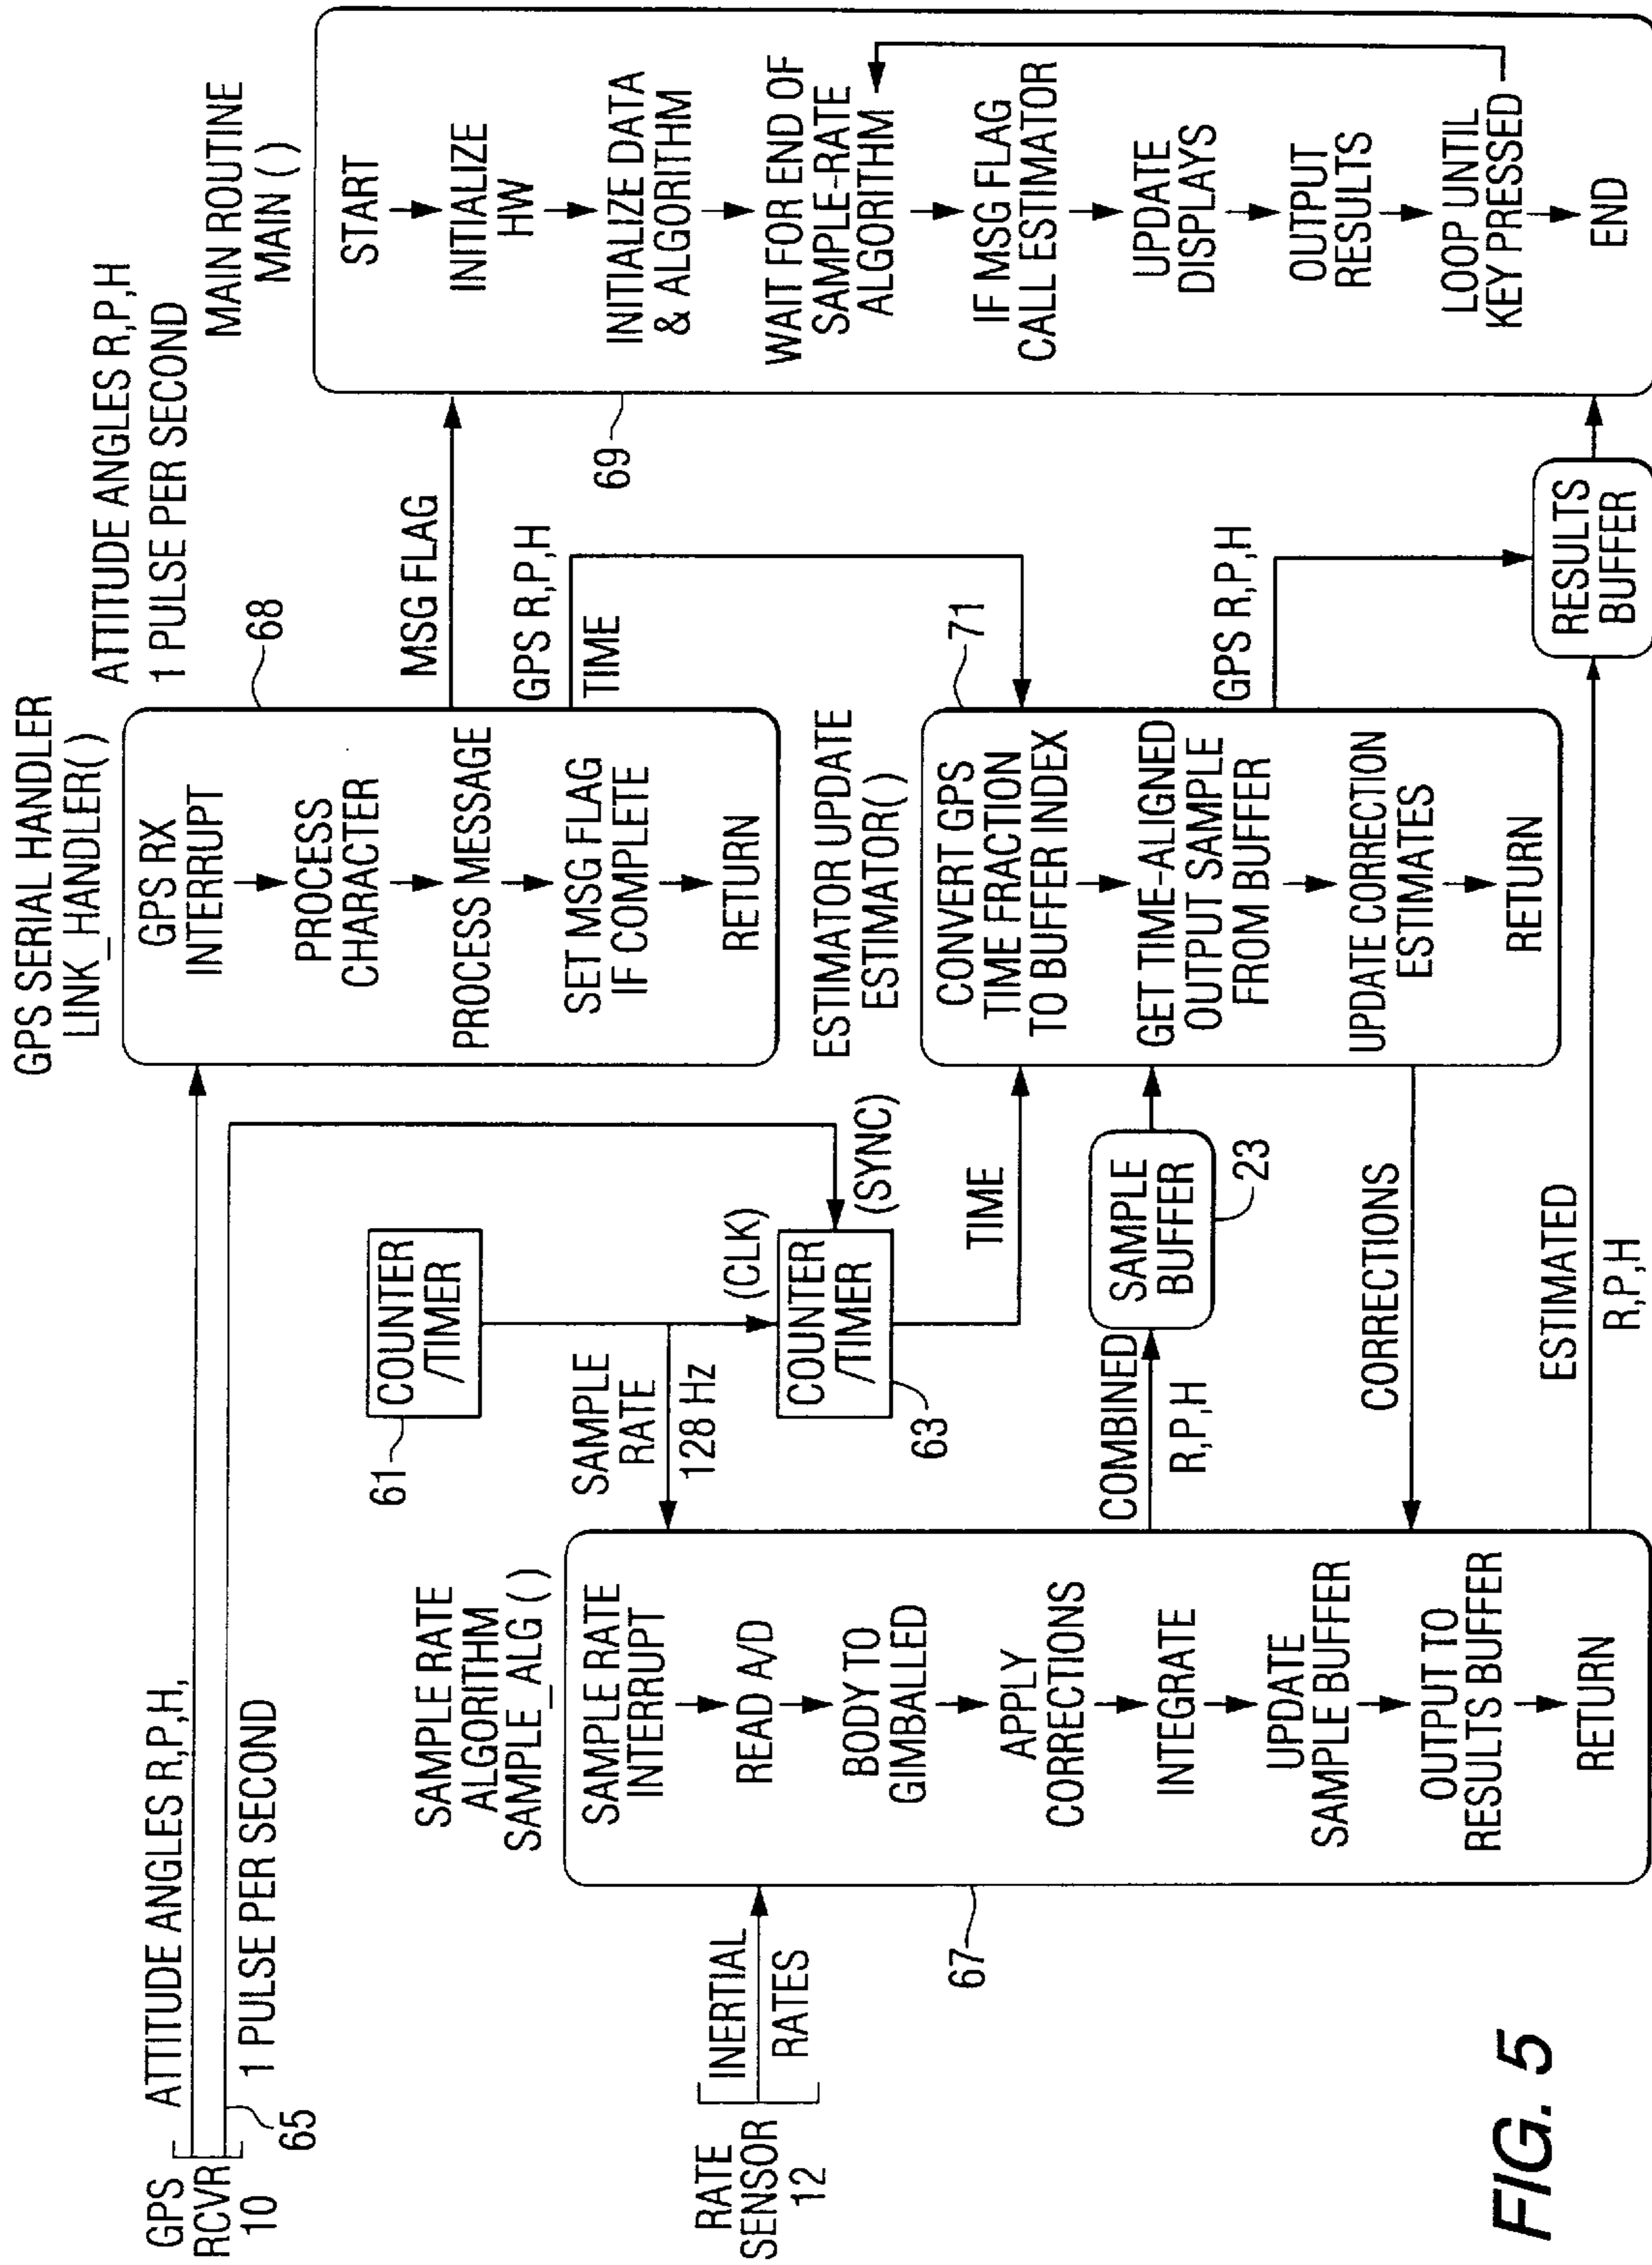 GPS
RCVR
10
ATTITUDE ANGLES R,P,H,
1 PULSE PER SECOND
65
RATE
SENSOR
12
INERTIAL
RATES
SAMPLE RATE
ALGORITHM
SAMPLE_ALG ( )
SAMPLE RATE
INTERRUPT
READ A/D
BODY TO
GIMBALLED
APPLY
CORRECTIONS
INTEGRATE
UPDATE
SAMPLE BUFFER
OUTPUT TO
RESULTS BUFFER
RETURN
67
COUNTER
/TIMER
61
SAMPLE
RATE
128 Hz
(CLK)
COUNTER
/TIMER
63
(SYNC)
TIME
COMBINED
R,P,H
SAMPLE
BUFFER
23
CORRECTIONS
ESTIMATED
R,P,H
GPS SERIAL HANDLER
LINK_HANDLER( )
GPS RX
INTERRUPT
PROCESS
CHARACTER
PROCESS MESSAGE
SET MSG FLAG
IF COMPLETE
RETURN
68
ATTITUDE ANGLES R,P,H
1 PULSE PER SECOND
MSG FLAG
GPS R,P,H
TIME
ESTIMATOR UPDATE
ESTIMATOR( )
CONVERT GPS
TIME FRACTION
TO BUFFER INDEX
GET TIME-ALIGNED
OUTPUT SAMPLE
FROM BUFFER
UPDATE CORRECTION
ESTIMATES
RETURN
71
GPS R,P,H
RESULTS
BUFFER
MAIN ROUTINE
MAIN ( )
START
INITIALIZE
HW
INITIALIZE DATA
& ALGORITHM
WAIT FOR END OF
SAMPLE-RATE
ALGORITHM
IF MSG FLAG
CALL ESTIMATOR
UPDATE
DISPLAYS
OUTPUT
RESULTS
LOOP UNTIL
KEY PRESSED
END
69
FIG. 5